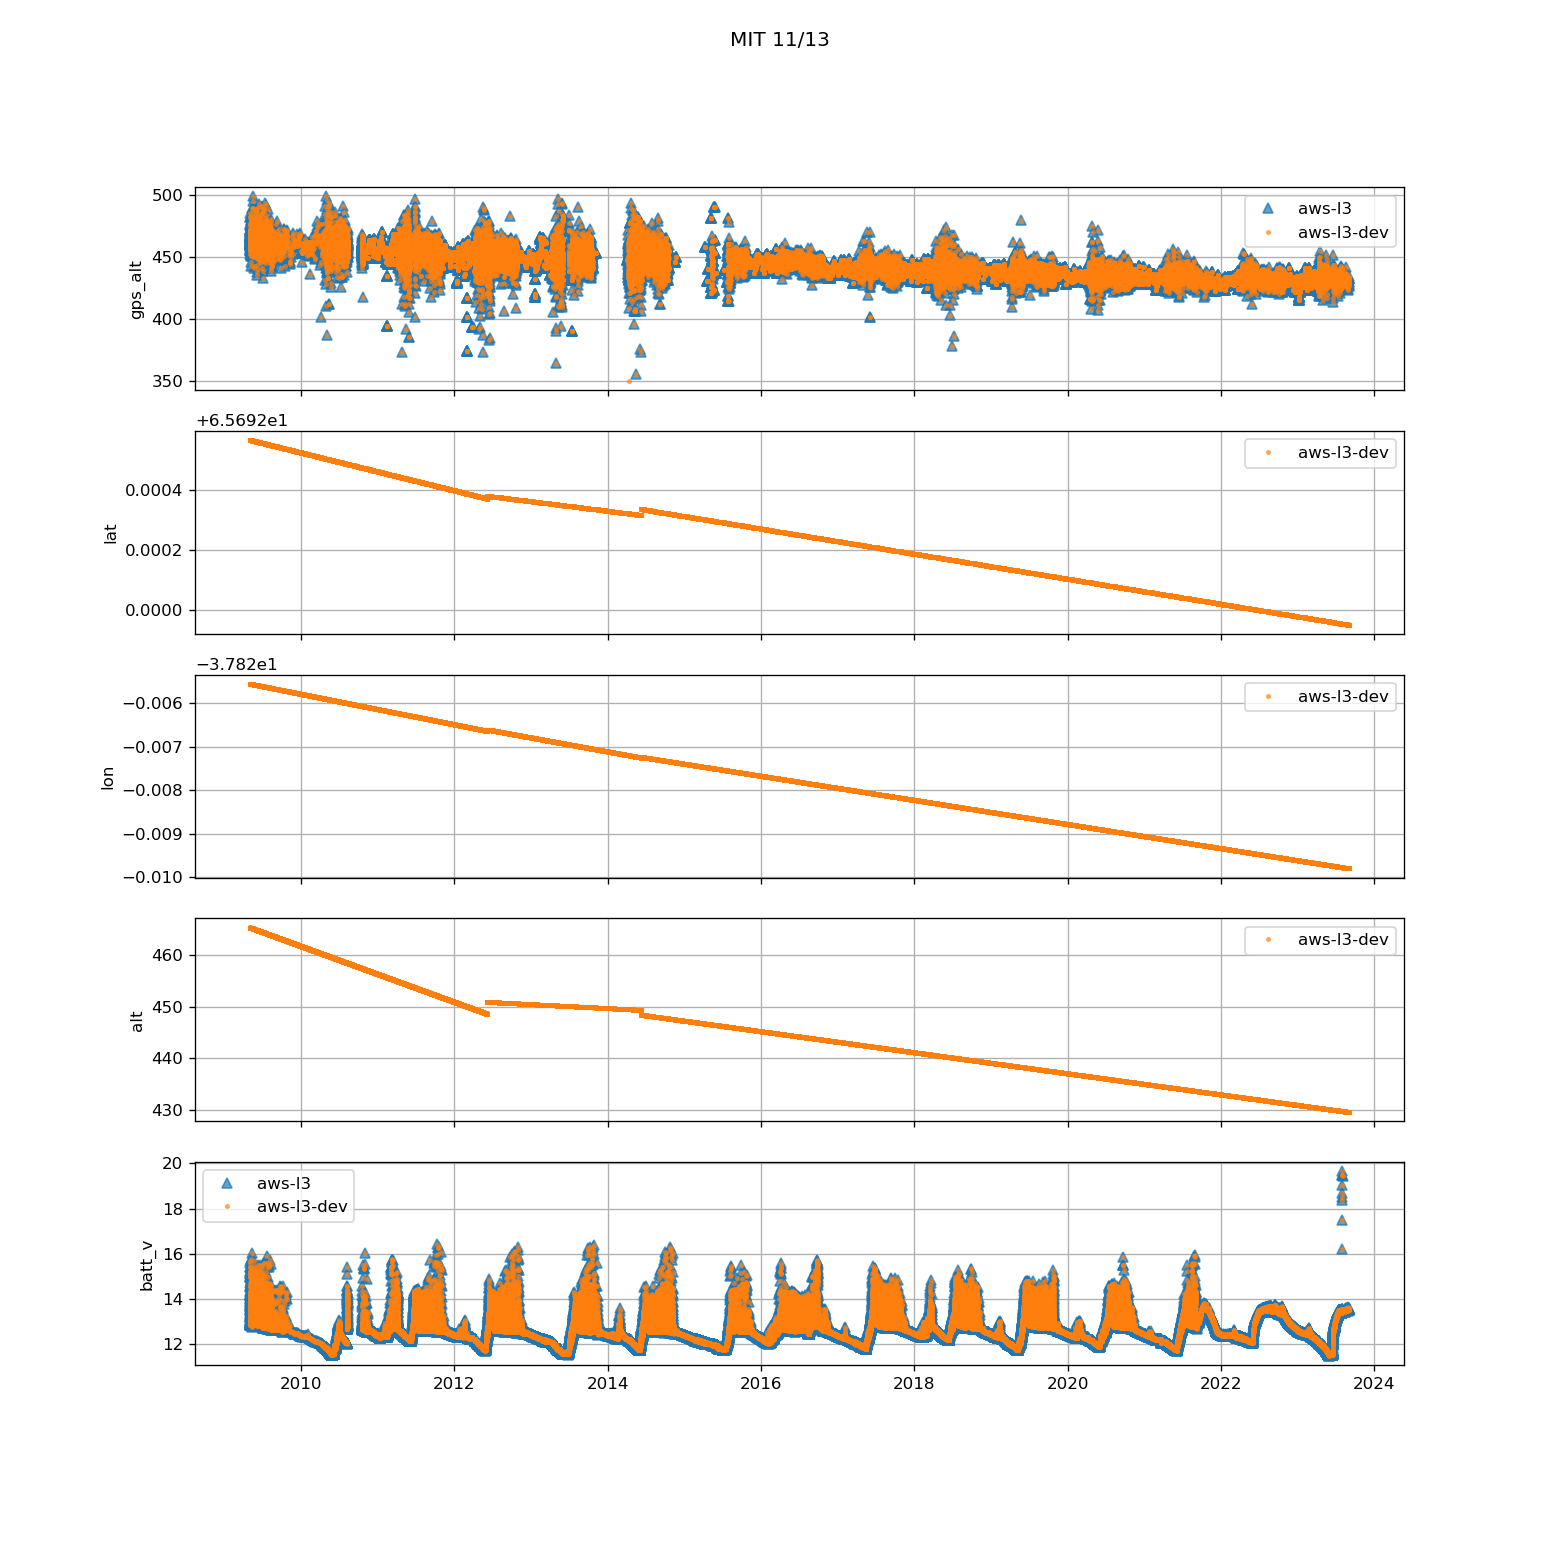 MIT 11/13
500
450
400
350
gps_alt
aws-l3
aws-l3-dev
+6.5692e1
0.0004
0.0002
0.0000
lat
aws-l3-dev
−3.782e1
−0.006
−0.007
−0.008
−0.009
−0.010
lon
aws-l3-dev
460
450
440
430
alt
aws-l3-dev
20
18
16
14
12
batt_v
aws-l3
aws-l3-dev
2010 2012 2014 2016 2018 2020 2022 2024